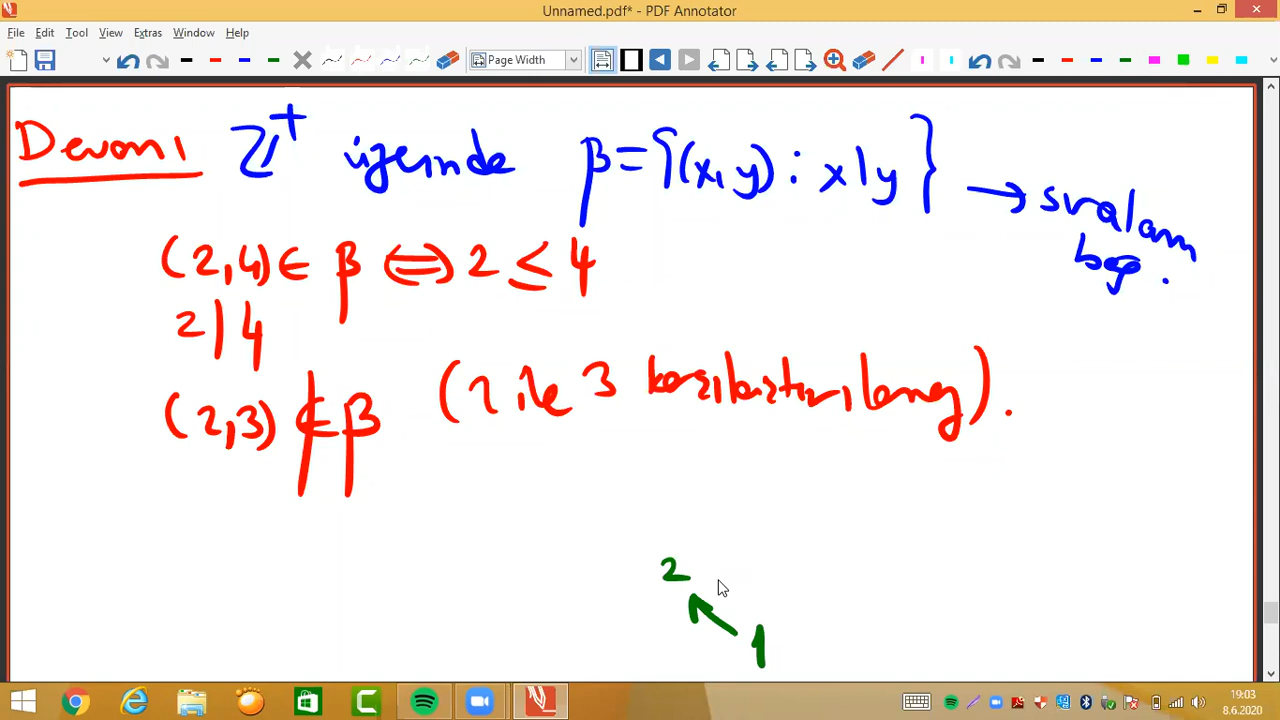 Unnamed.pdf* - PDF Annotator
File Edit Tool View Extras Window Help
Page Width
Devamı ℤ⁺ üzerinde β={(x,y): x|y} → sıralama
bağ.
(2,4)∈ β ⇔ 2 ≤ 4
2|4
(2,3) ∉ β (2 ile 3 karşılaştırılamaz).
2
1
19:03
8.6.2020